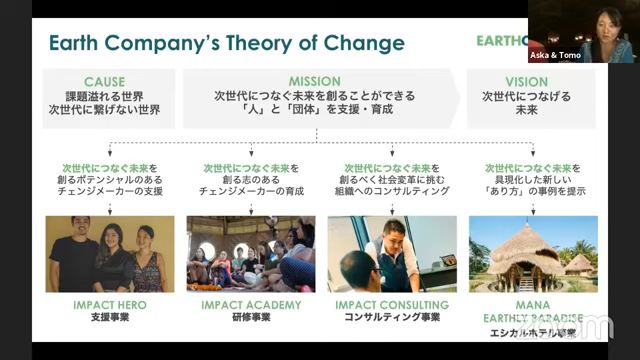 Earth Company's Theory of Change
EARTH
Aska & Tomo
CAUSE
課題溢れる世界
次世代に繋げない世界
MISSION
次世代につなぐ未来を創ることができる
「人」と「団体」を支援・育成
VISION
次世代につなげる
未来
次世代につなぐ未来を
創るポテンシャルのある
チェンジメーカーの支援
次世代につなぐ未来を
創る志のある
チェンジメーカーの育成
次世代につなぐ未来を
創るべく社会変革に挑む
組織へのコンサルティング
次世代につなぐ未来を
具現化した新しい
「あり方」の事例を提示
IMPACT HERO
支援事業
IMPACT ACADEMY
研修事業
IMPACT CONSULTING
コンサルティング事業
MANA
EARTHLY PARADISE
エシカルホテル事業
zoom